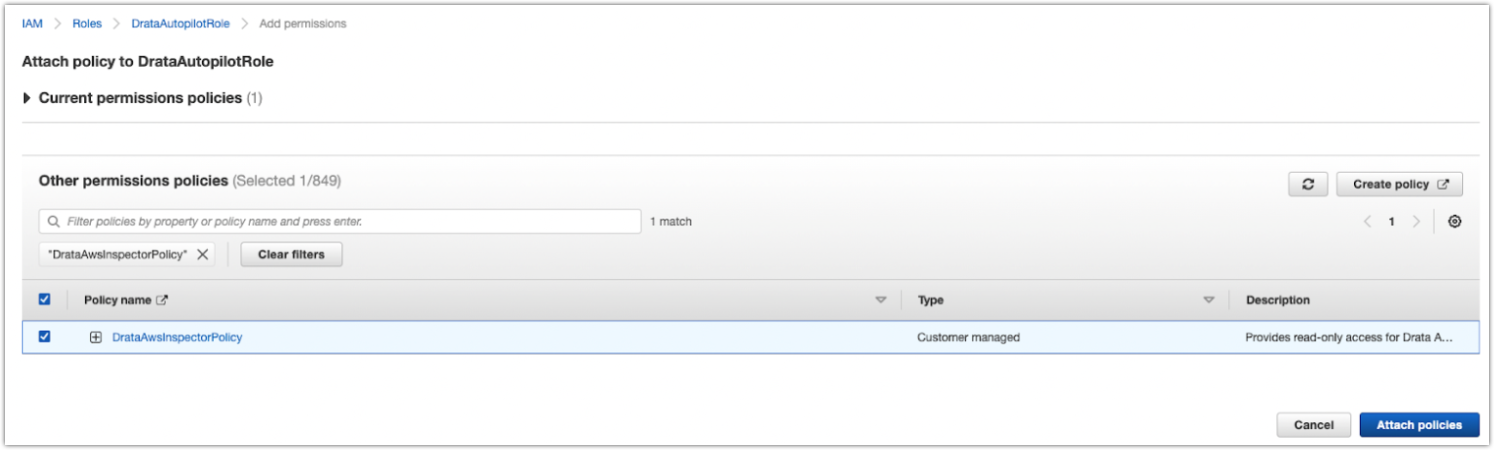 IAM > Roles > DrataAutopilotRole > Add permissions
Attach policy to DrataAutopilotRole
Current permissions policies (1)
Other permissions policies (Selected 1/849)
Create policy
Filter policies by property or policy name and press enter.
1 match
1
"DrataAwsInspectorPolicy"
Clear filters
Policy name Type Description
DrataAwsInspectorPolicy Customer managed Provides read-only access for Drata A...
Cancel Attach policies